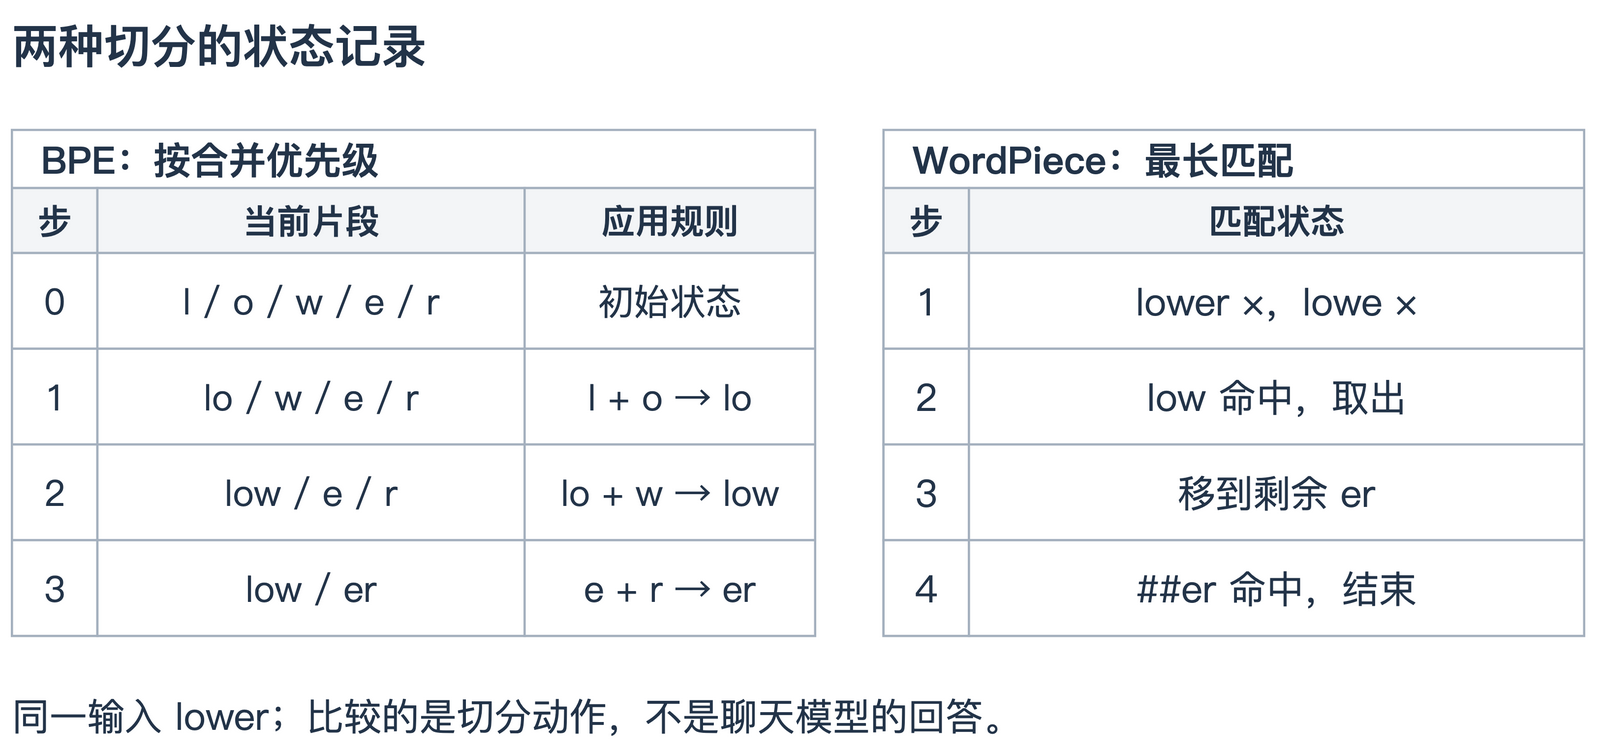 两种切分的状态记录
BPE：按合并优先级
步 当前片段 应用规则
0 l / o / w / e / r 初始状态
1 lo / w / e / r l + o → lo
2 low / e / r lo + w → low
3 low / er e + r → er
WordPiece：最长匹配
步 匹配状态
1 lower ×，lowe ×
2 low 命中，取出
3 移到剩余 er
4 ##er 命中，结束
同一输入 lower；比较的是切分动作，不是聊天模型的回答。